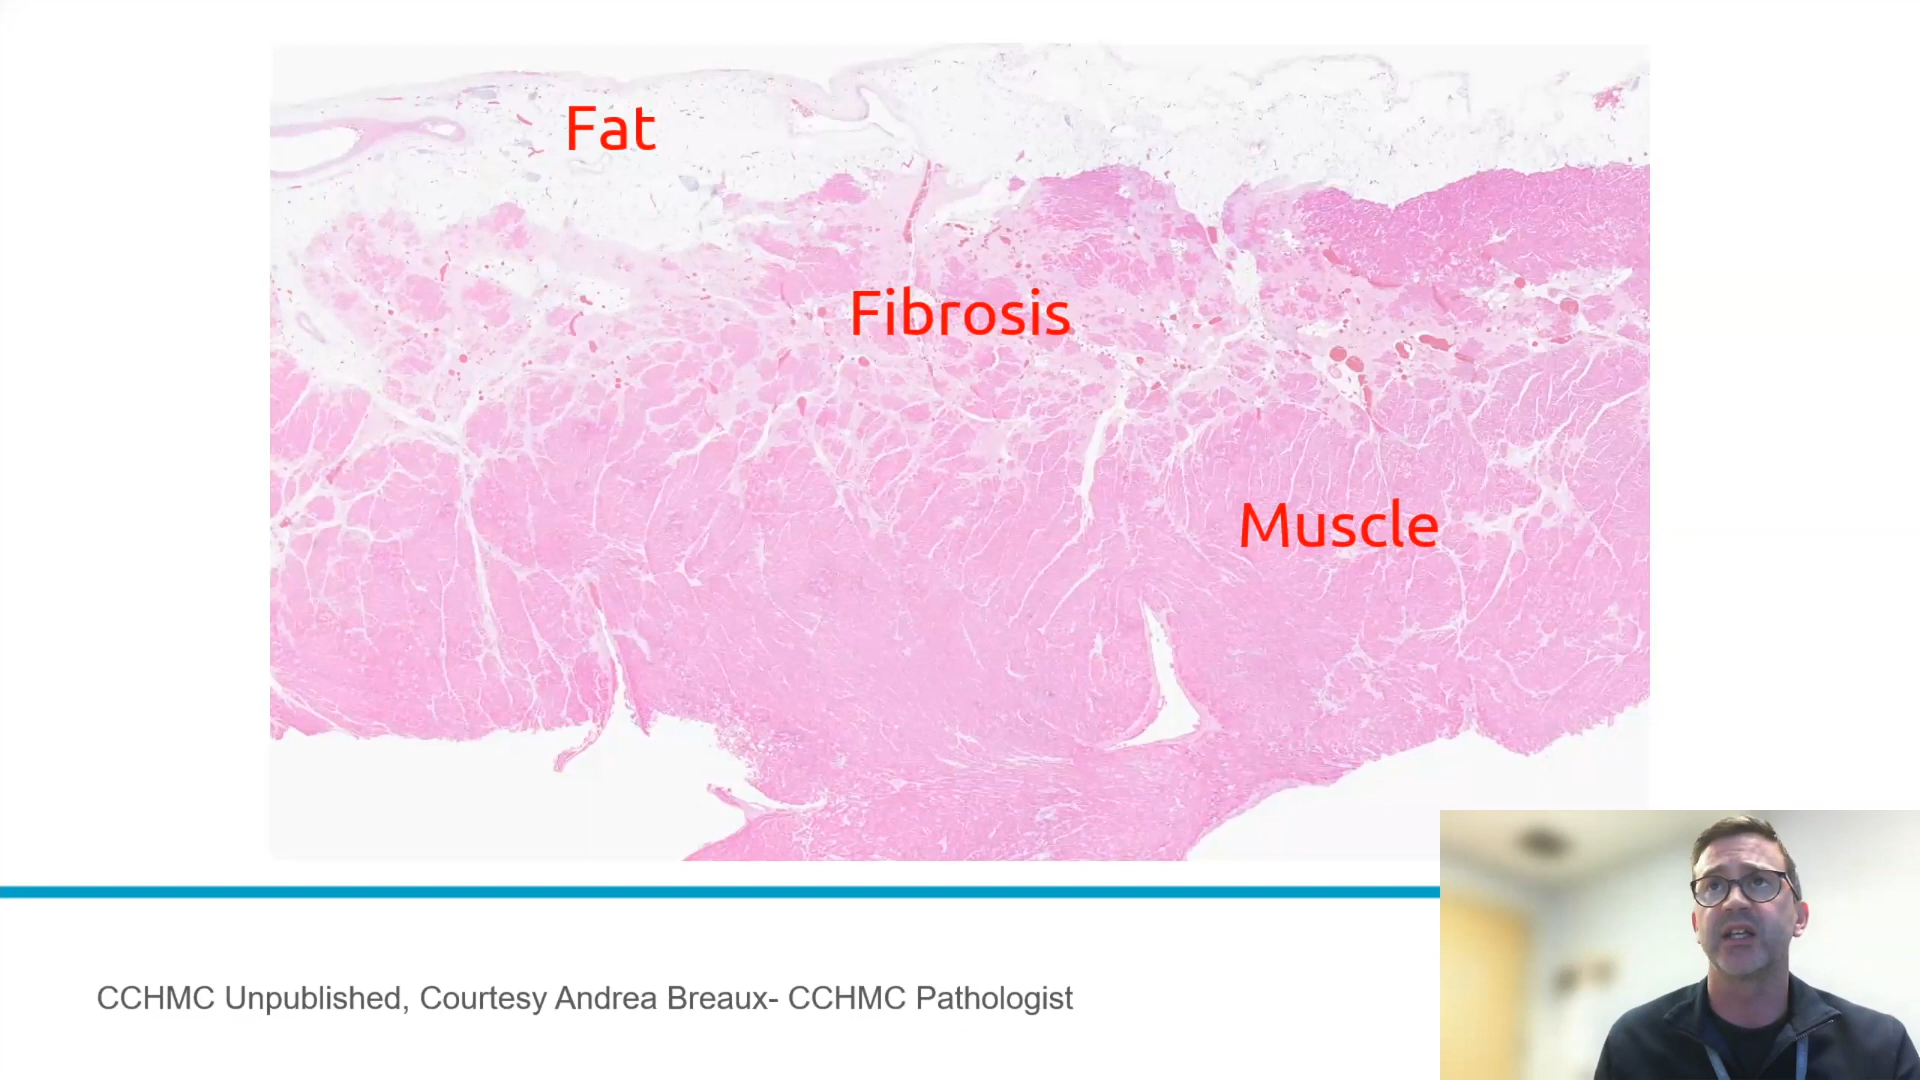 Fat
Fibrosis
Muscle
CCHMC Unpublished, Courtesy Andrea Breaux- CCHMC Pathologist